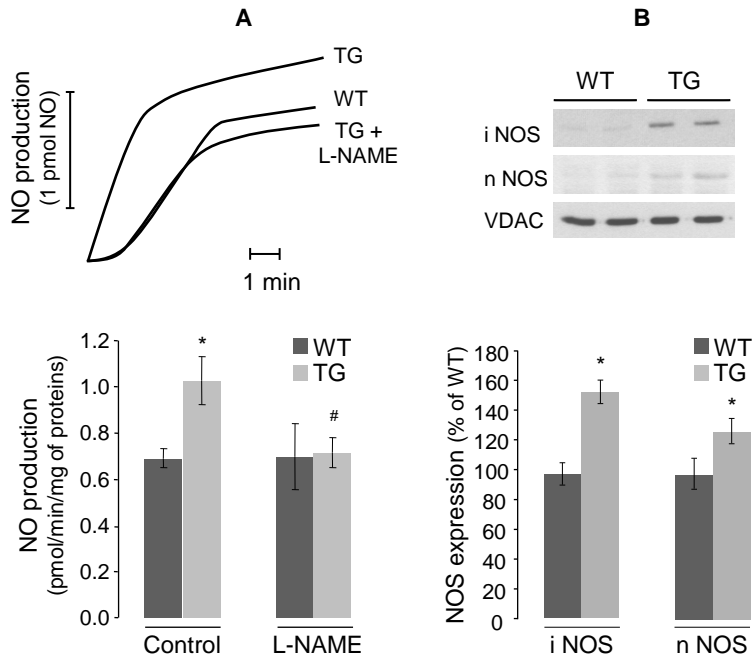 A
TG
WT
TG +
L-NAME
NO production
(1 pmol NO)
1 min
B
WT TG
i NOS
n NOS
VDAC
NO production
(pmol/min/mg of proteins)
1.2
1.0
0.8
0.6
0.4
0.2
0.0
WT
TG
*
#
Control L-NAME
NOS expression (% of WT)
180
160
140
120
100
80
60
40
20
0
WT
TG
*
*
i NOS n NOS